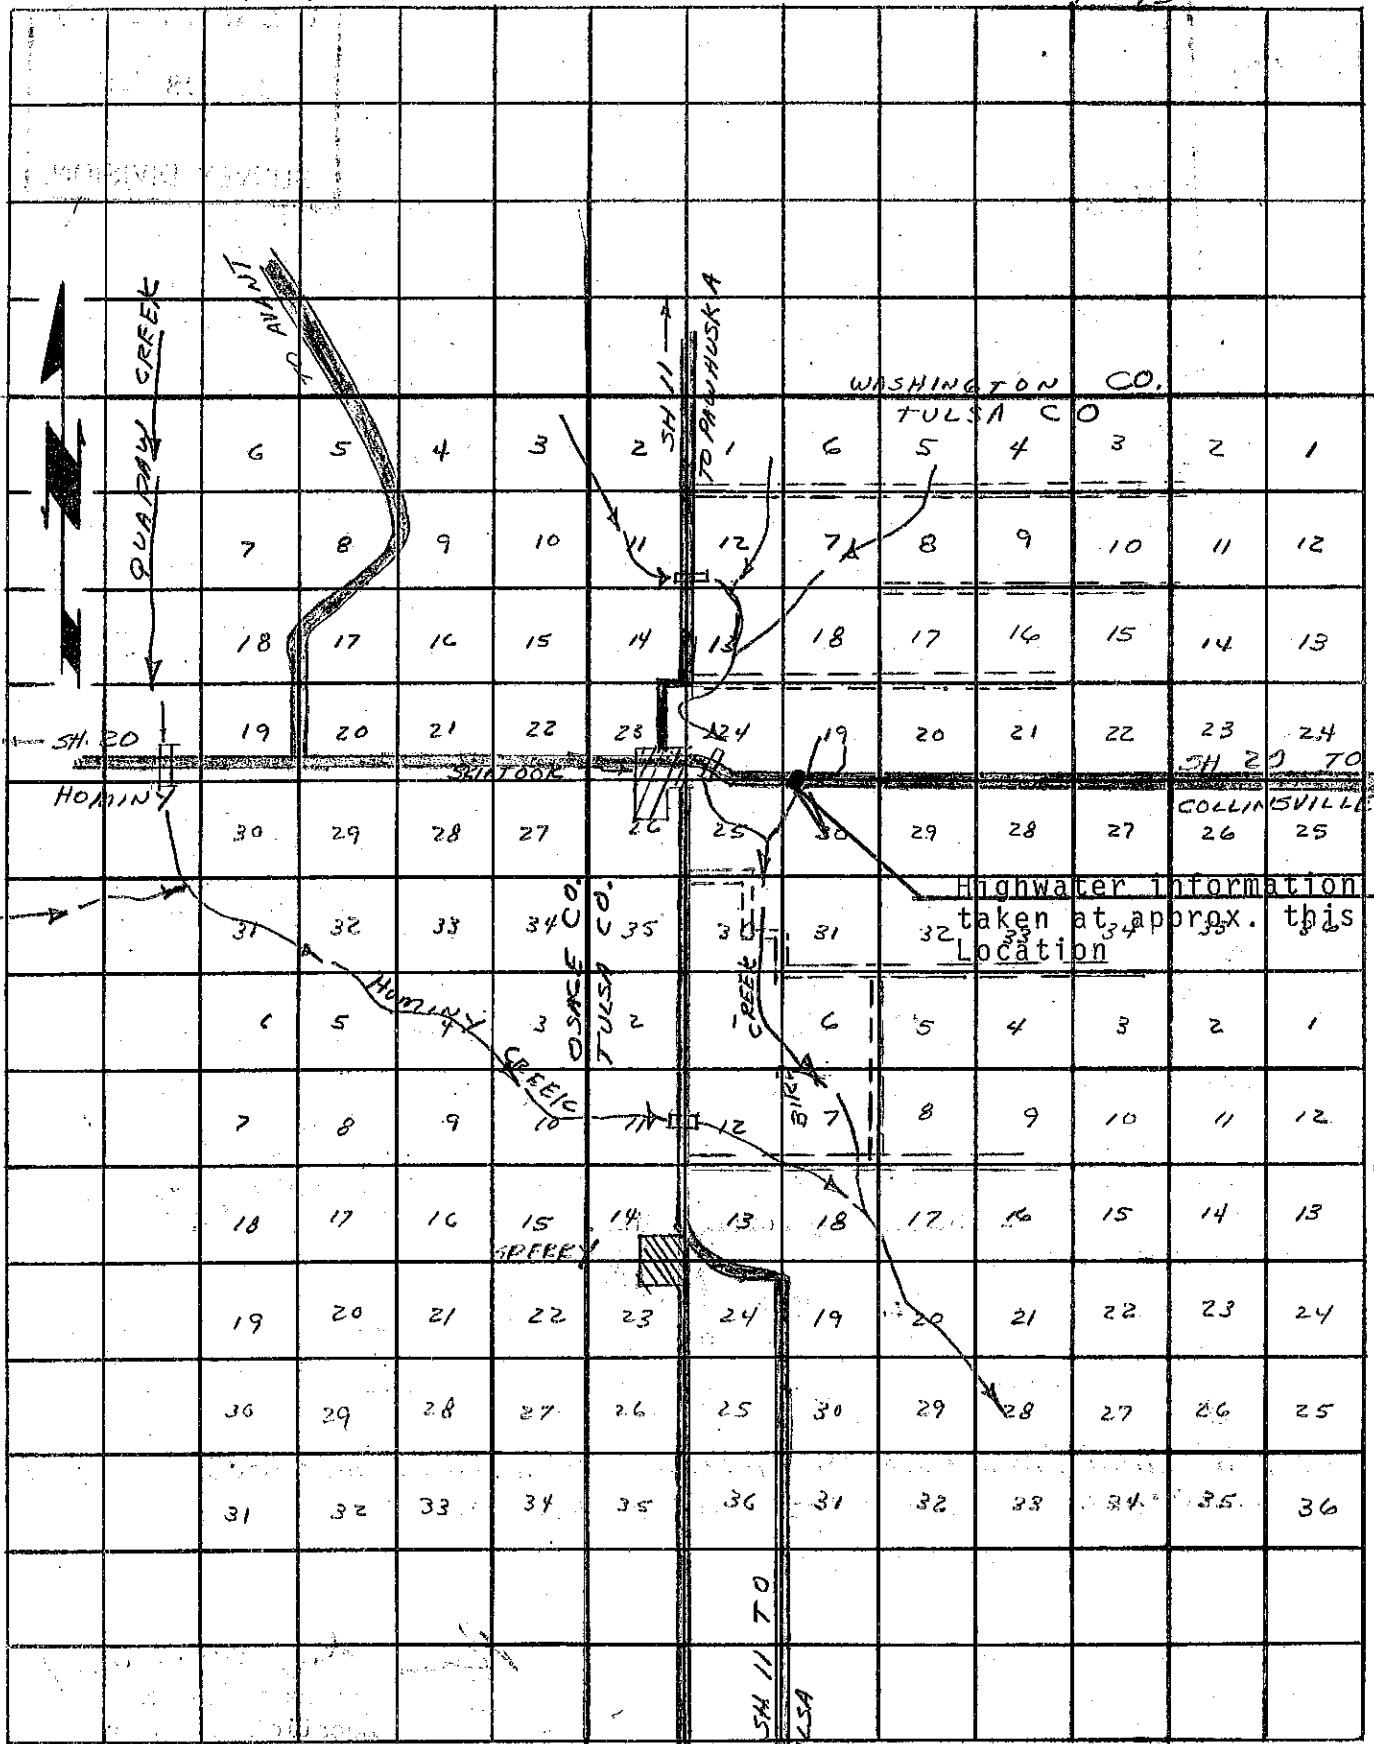 WASHINGTON CO.
TULSA CO
QUAPAW CREEK
TO AVANT
SH 11
TO PAWHUSKA
6 5 4 3 2 1 6 5 4 3 2 1
7 8 9 10 11 12 7 8 9 10 11 12
18 17 16 15 14 13 18 17 16 15 14 13
19 20 21 22 23 24 19 20 21 22 23 24
SH. 20
SH 20 TO
HOMINY
SKIATOOK
COLLINSVILLE
30 29 28 27 26 25 30 29 28 27 26 25
Highwater information
taken at approx. this
Location
31 32 33 34 35 3 31 32 33 34 35 36
OSAGE CO.
TULSA CO.
HOMINY
CREEK
BIRD
CREEK
6 5 4 3 2 6 5 4 3 2 1
7 8 9 10 11 12 7 8 9 10 11 12
18 17 16 15 14 13 18 17 16 15 14 13
SPERRY
19 20 21 22 23 24 19 20 21 22 23 24
30 29 28 27 26 25 30 29 28 27 26 25
31 32 33 34 35 36 31 32 33 34 35 36
SH 11 TO
LSA